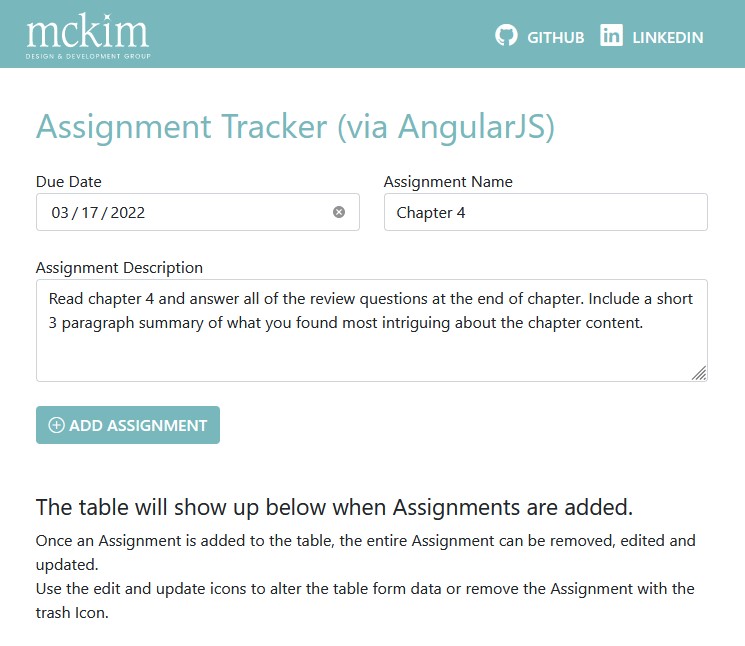 mckim
DESIGN & DEVELOPMENT GROUP
GITHUB
LINKEDIN
Assignment Tracker (via AngularJS)
Due Date
Assignment Name
03 / 17 / 2022
Chapter 4
Assignment Description
Read chapter 4 and answer all of the review questions at the end of chapter. Include a short
3 paragraph summary of what you found most intriguing about the chapter content.
ADD ASSIGNMENT
The table will show up below when Assignments are added.
Once an Assignment is added to the table, the entire Assignment can be removed, edited and
updated.
Use the edit and update icons to alter the table form data or remove the Assignment with the
trash Icon.